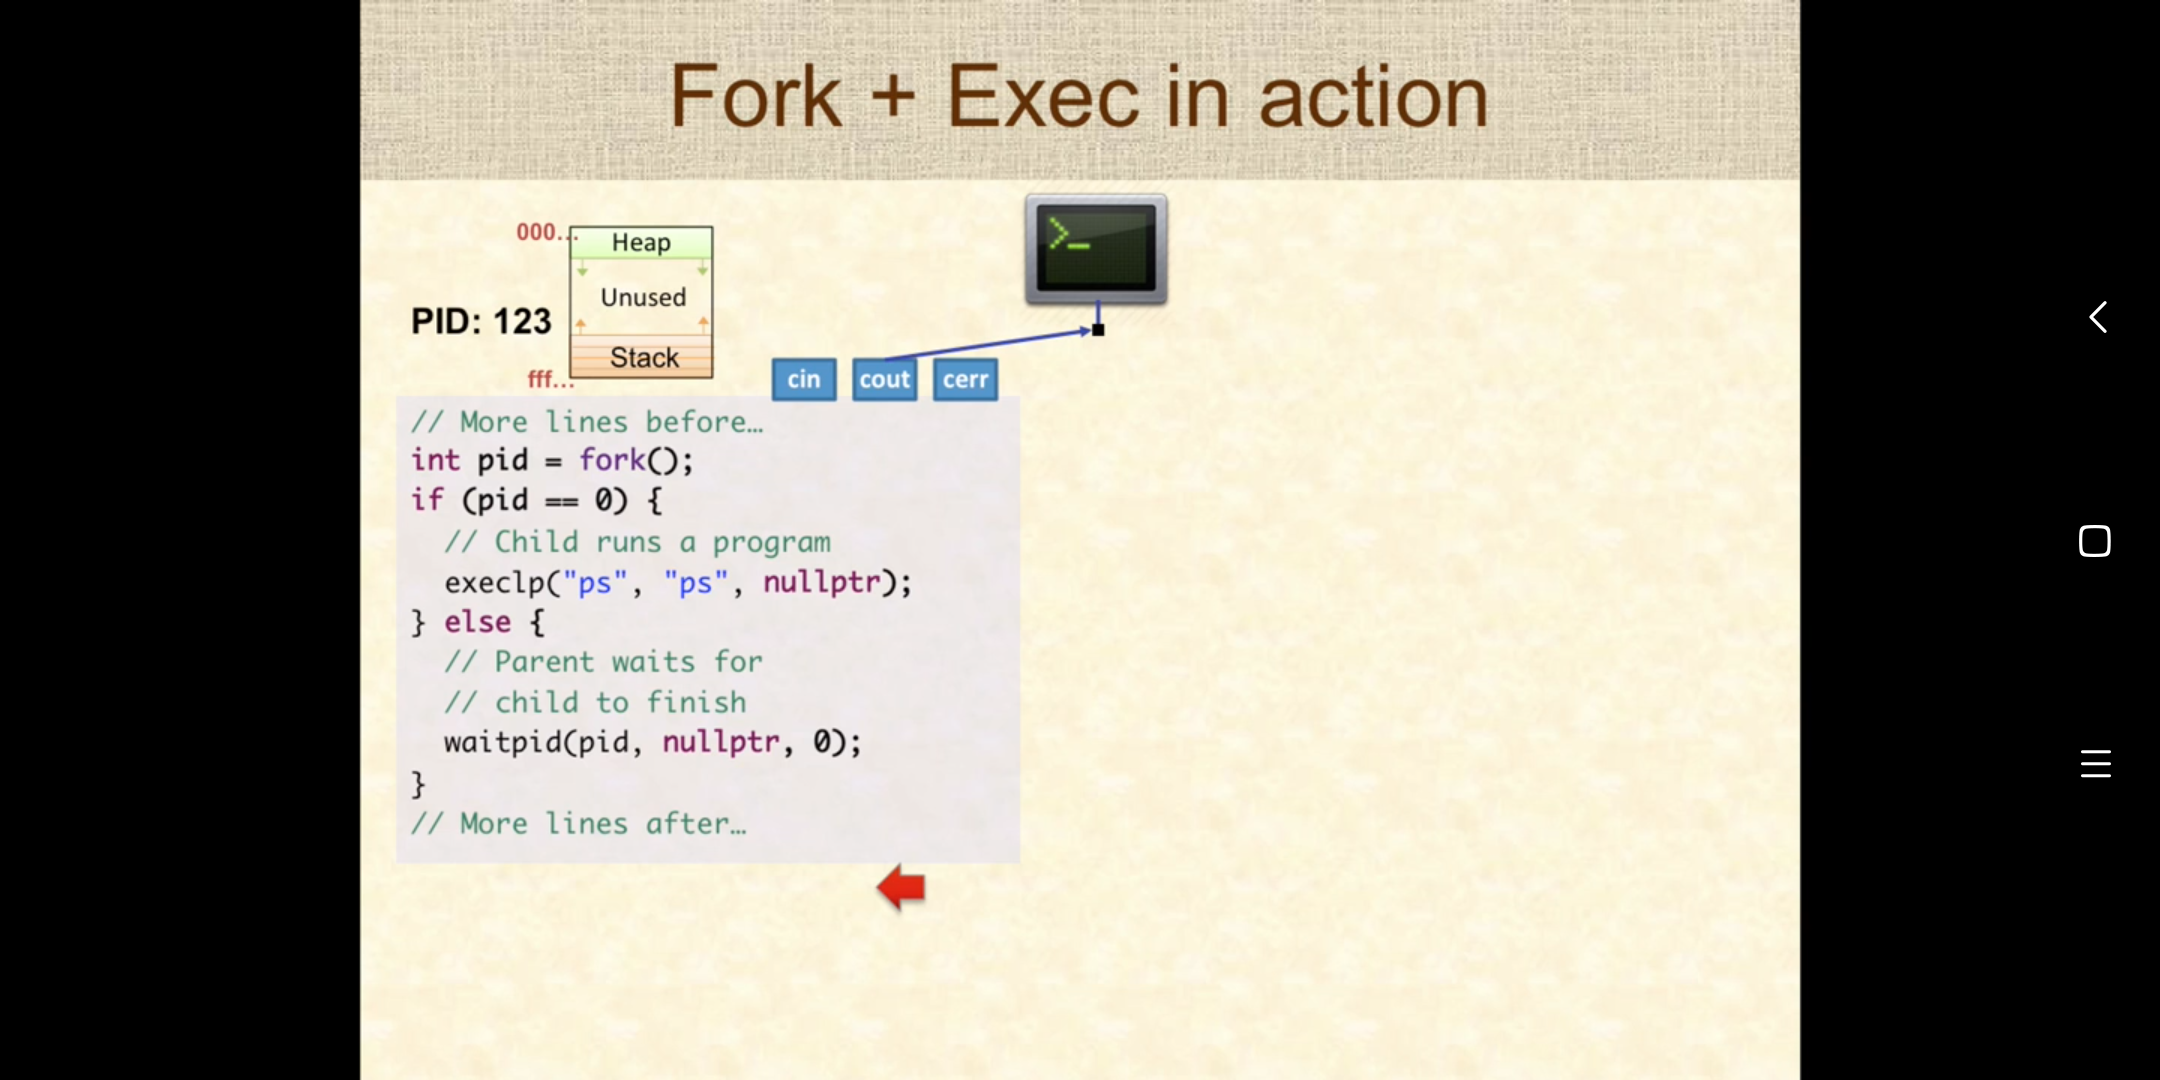 Fork + Exec in action
000...
Heap
Unused
PID: 123
Stack
fff...
cin
cout
cerr
>_
// More lines before…
int pid = fork();
if (pid == 0) {
// Child runs a program
execlp("ps", "ps", nullptr);
} else {
// Parent waits for
// child to finish
waitpid(pid, nullptr, 0);
}
// More lines after…